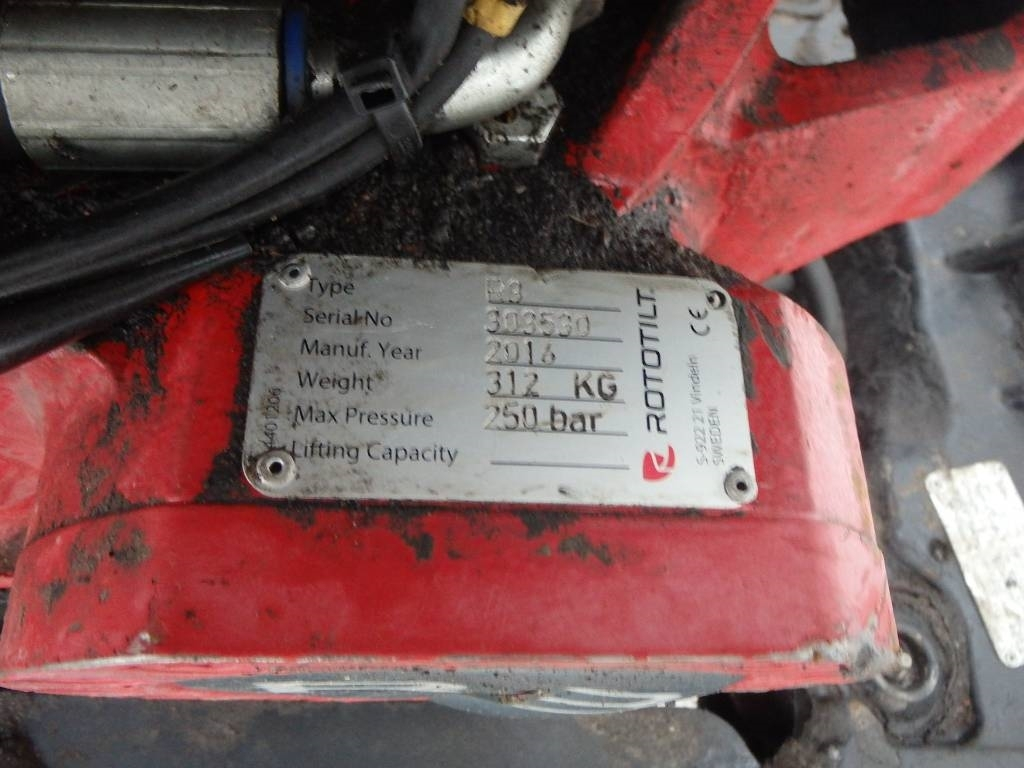 Type R3
Serial No 303530
Manuf. Year 2016
Weight 312 KG
Max Pressure 250 bar
Lifting Capacity
4401206
ROTOTILT
CE
S-922 21 Vindeln
SWEDEN